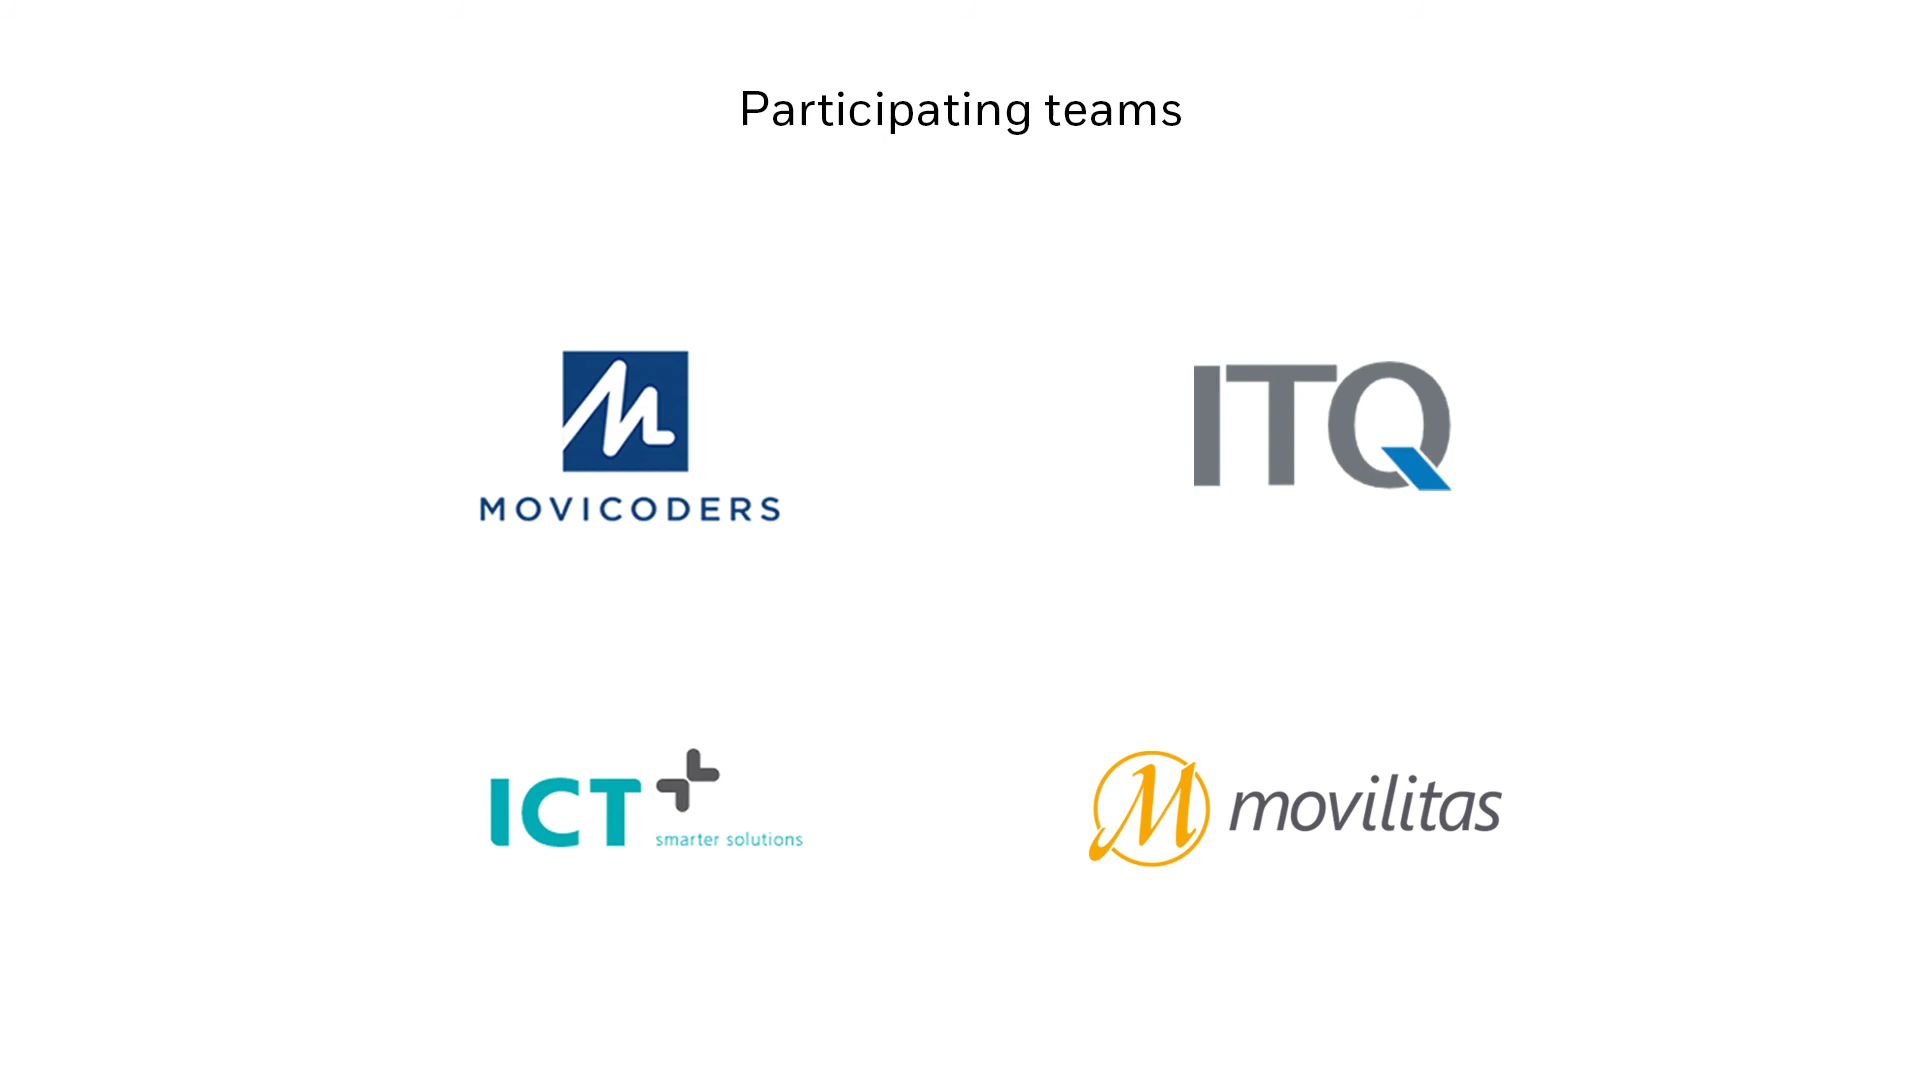 Participating teams
MOVICODERS
ITQ
ICT
smarter solutions
M movilitas